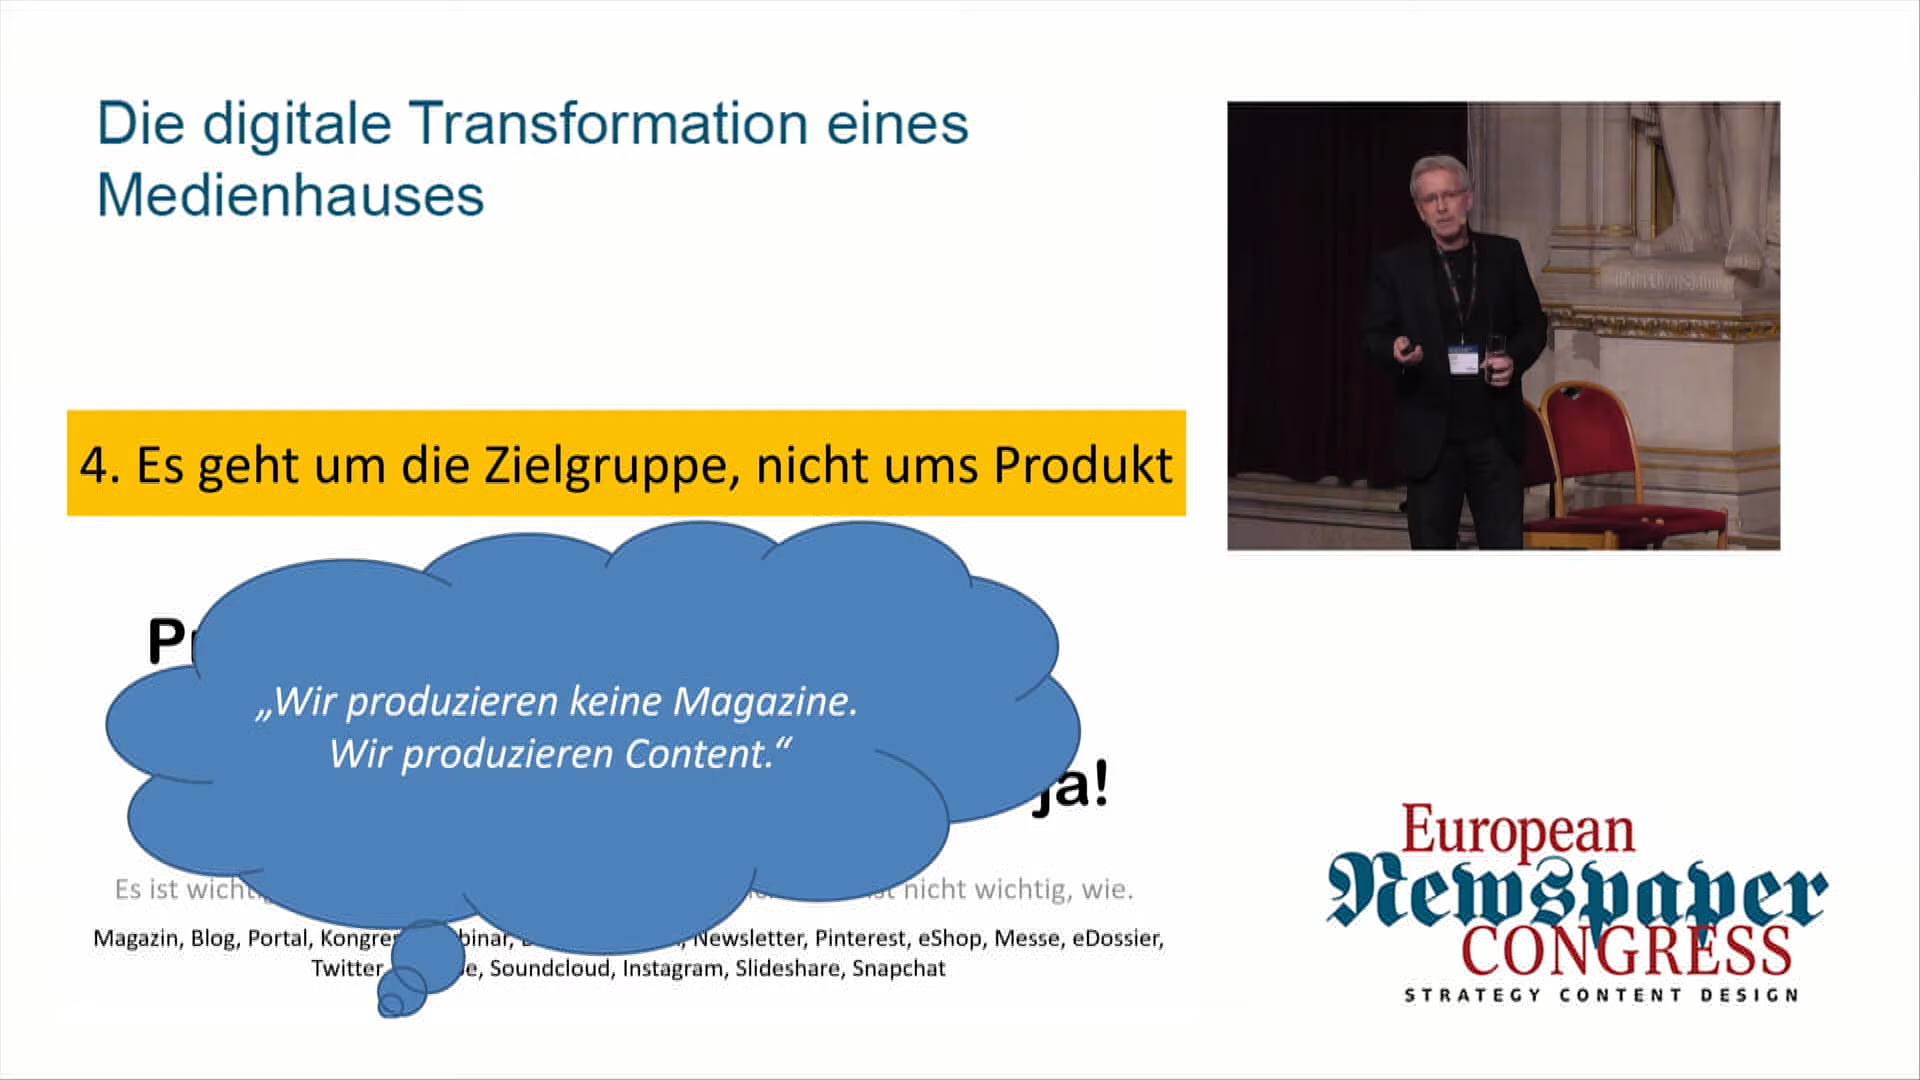 Die digitale Transformation eines
Medienhauses
4. Es geht um die Zielgruppe, nicht ums Produkt
„Wir produzieren keine Magazine.
Wir produzieren Content.“
ja!
Es ist nicht wichtig, wie.
Magazin, Blog, Portal, Newsletter, Pinterest, eShop, Messe, eDossier,
Twitter Soundcloud, Instagram, Slideshare, Snapchat
European
Newspaper
CONGRESS
STRATEGY CONTENT DESIGN